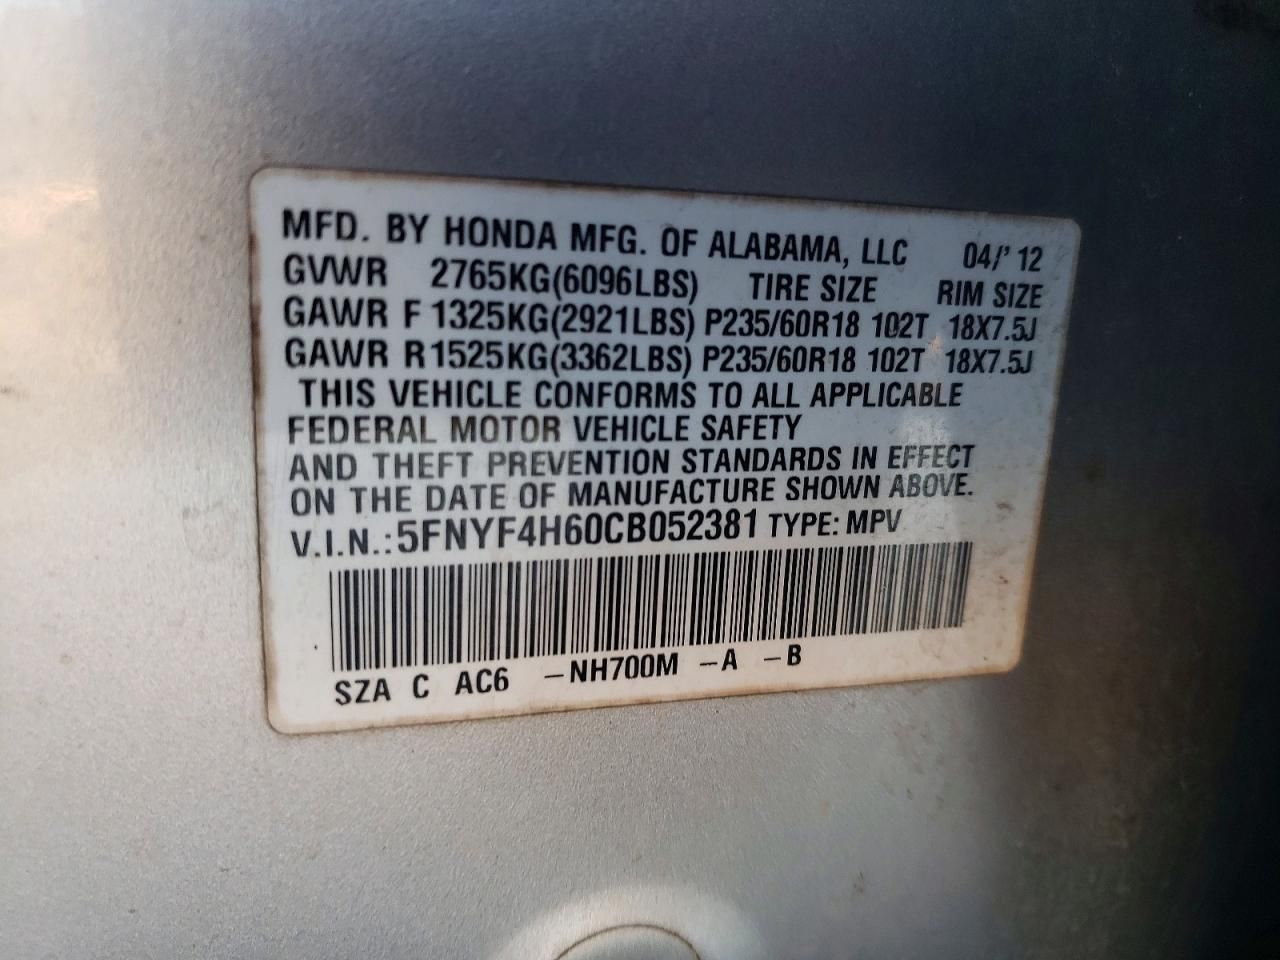 MFD. BY HONDA MFG. OF ALABAMA, LLC 04/'12
GVWR 2765KG(6096LBS) TIRE SIZE RIM SIZE
GAWR F 1325KG(2921LBS) P235/60R18 102T 18X7.5J
GAWR R 1525KG(3362LBS) P235/60R18 102T 18X7.5J
THIS VEHICLE CONFORMS TO ALL APPLICABLE
FEDERAL MOTOR VEHICLE SAFETY
AND THEFT PREVENTION STANDARDS IN EFFECT
ON THE DATE OF MANUFACTURE SHOWN ABOVE.
V.I.N.: 5FNYF4H60CB052381 TYPE: MPV
SZA C AC6 -NH700M -A -B